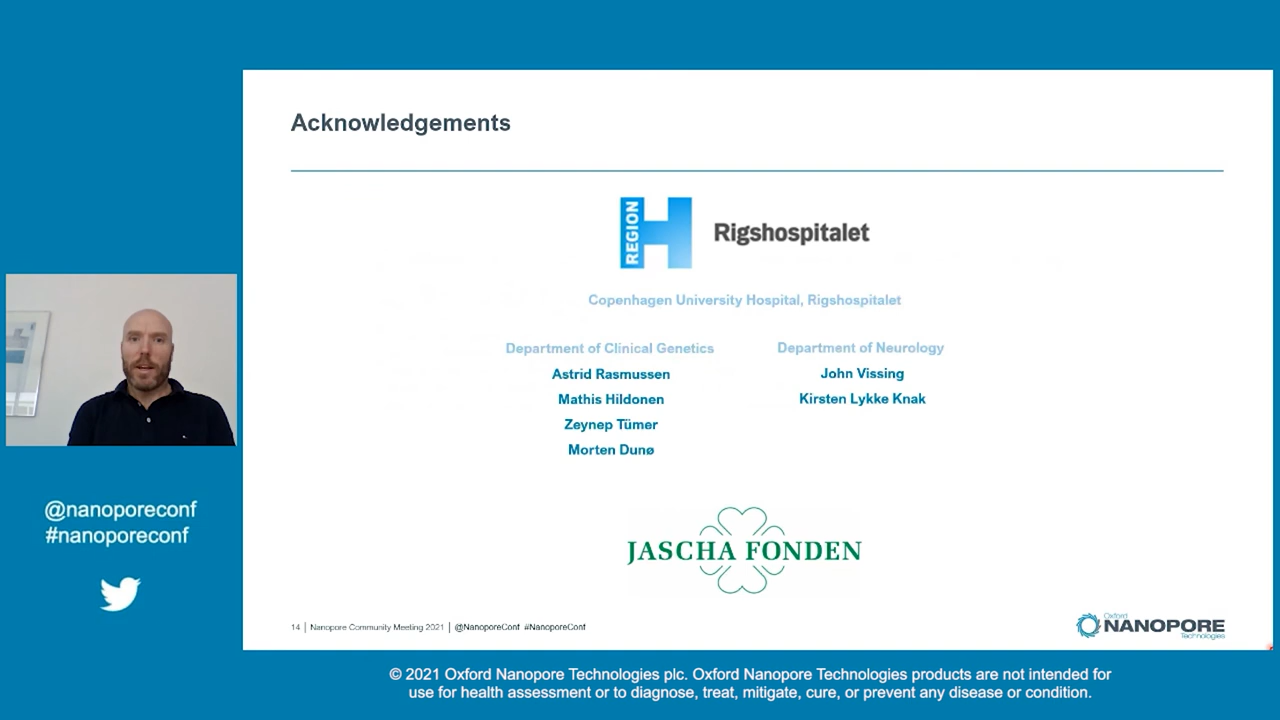 Acknowledgements
REGION
H
Rigshospitalet
Copenhagen University Hospital, Rigshospitalet
Department of Clinical Genetics
Astrid Rasmussen
Mathis Hildonen
Zeynep Tümer
Morten Dunø
Department of Neurology
John Vissing
Kirsten Lykke Knak
JASCHA FONDEN
14 | Nanopore Community Meeting 2021 | @NanoporeConf #NanoporeConf
Oxford
NANOPORE
Technologies
@nanoporeconf
#nanoporeconf
© 2021 Oxford Nanopore Technologies plc. Oxford Nanopore Technologies products are not intended for
use for health assessment or to diagnose, treat, mitigate, cure, or prevent any disease or condition.